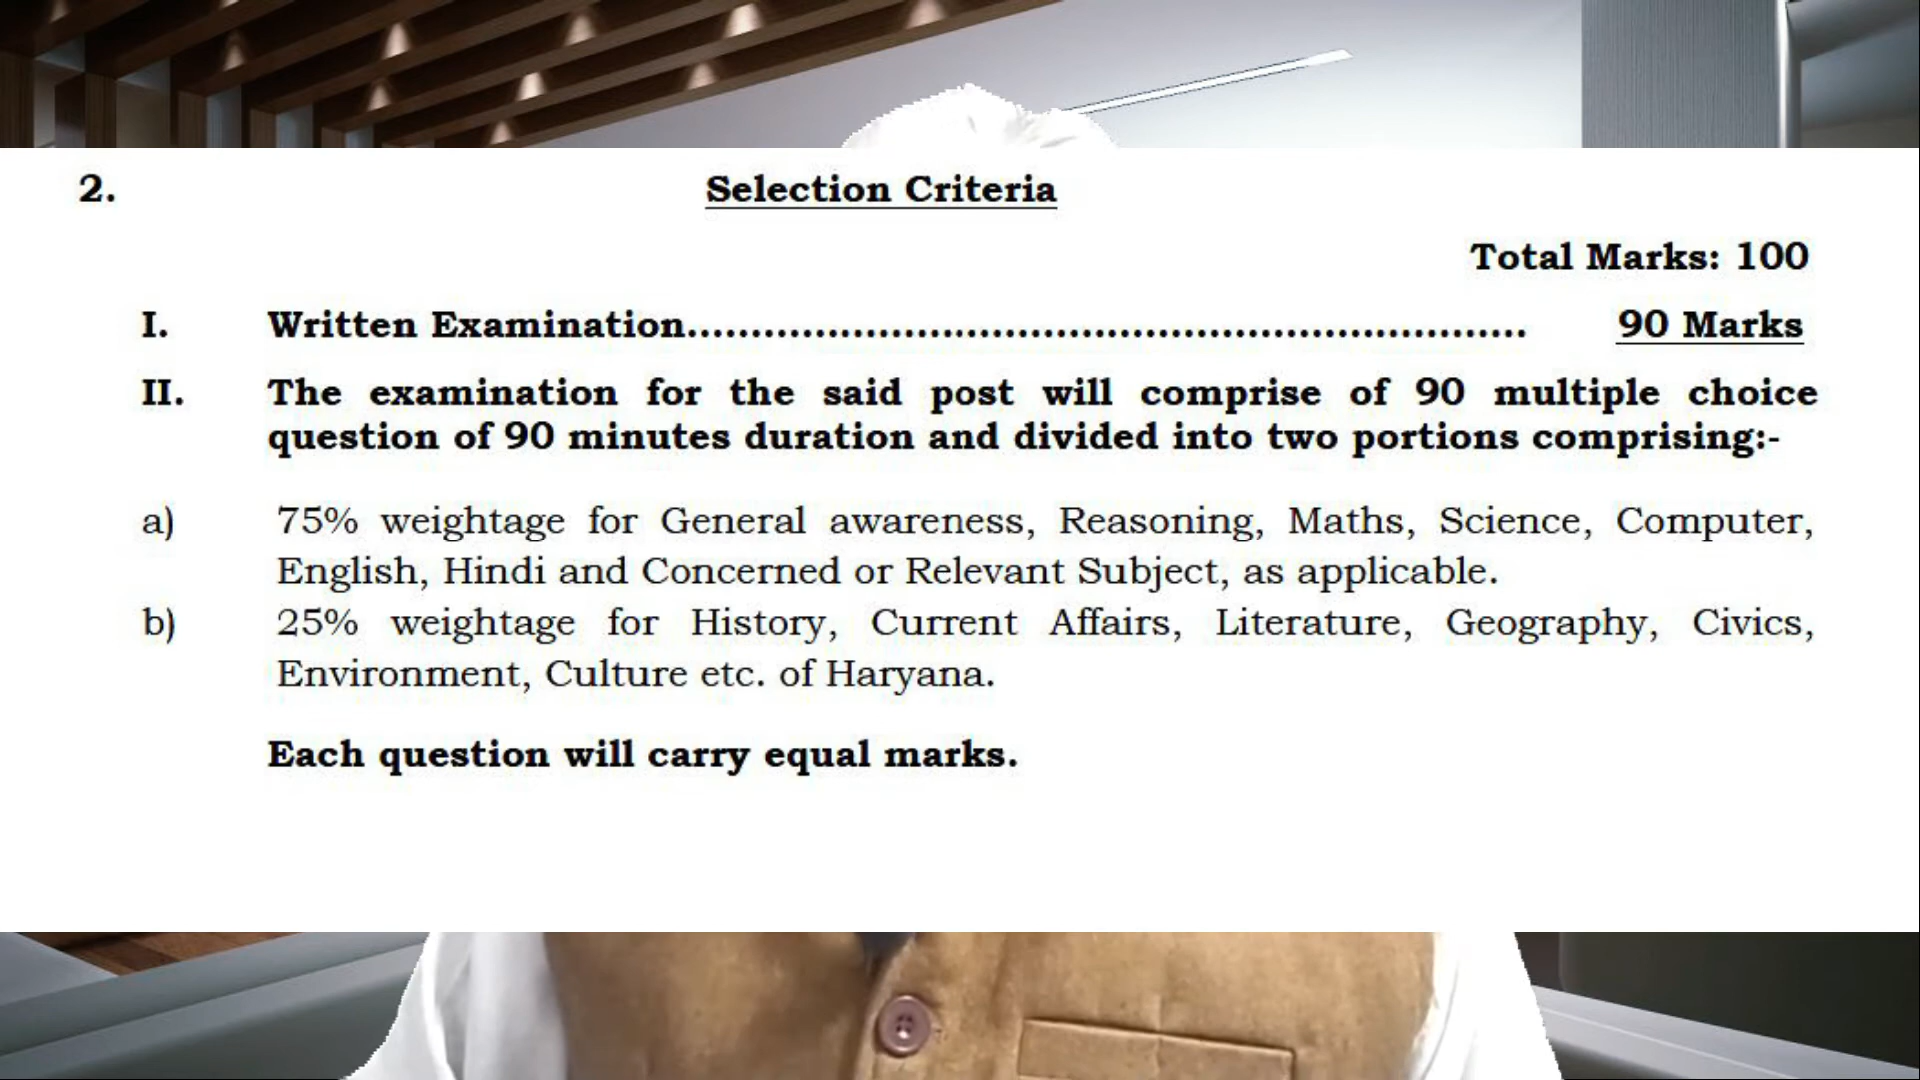 2. Selection Criteria
Total Marks: 100
I. Written Examination.................................................................. 90 Marks
II. The examination for the said post will comprise of 90 multiple choice
question of 90 minutes duration and divided into two portions comprising:-
a) 75% weightage for General awareness, Reasoning, Maths, Science, Computer,
English, Hindi and Concerned or Relevant Subject, as applicable.
b) 25% weightage for History, Current Affairs, Literature, Geography, Civics,
Environment, Culture etc. of Haryana.
Each question will carry equal marks.